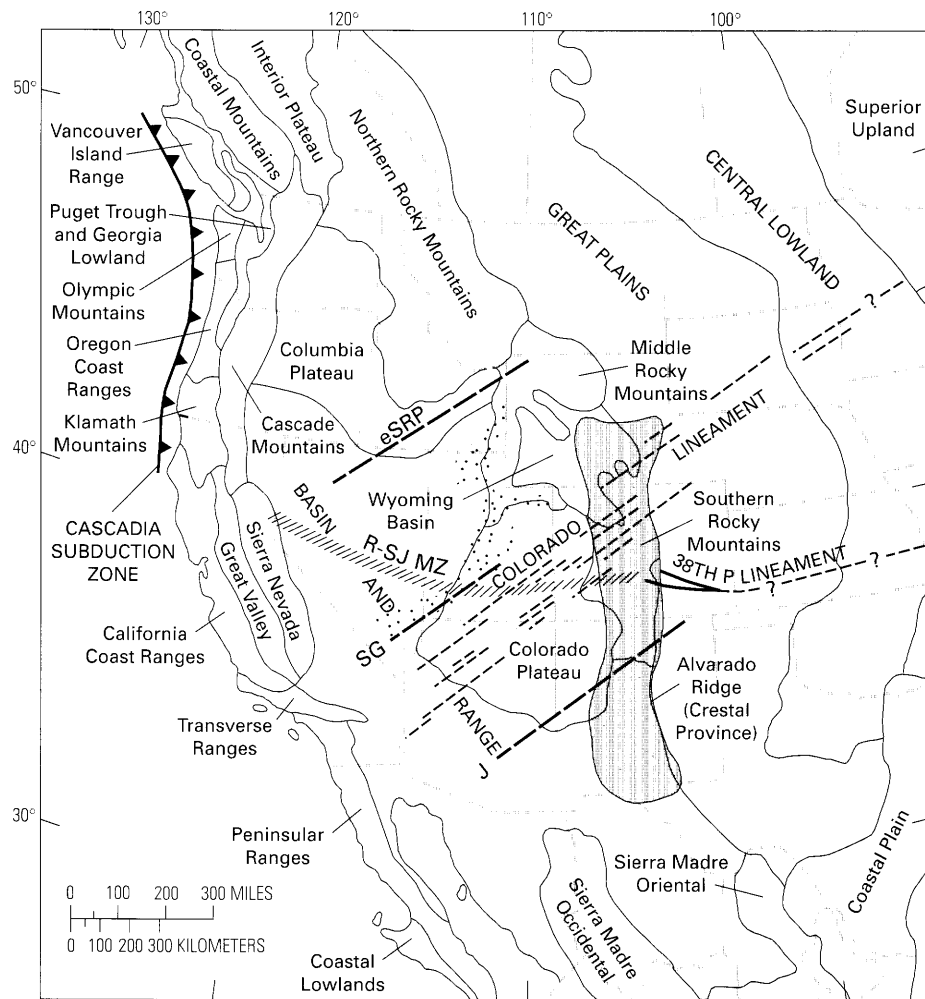 130°
120°
110°
100°
50°
40°
30°
Vancouver
Island
Range
Coastal Mountains
Interior Plateau
Northern Rocky Mountains
GREAT PLAINS
CENTRAL LOWLAND
Superior
Upland
Puget Trough
and Georgia
Lowland
Olympic
Mountains
Oregon
Coast
Ranges
Klamath
Mountains
Columbia
Plateau
Cascade
Mountains
Middle
Rocky
Mountains
?
LINEAMENT
eSRP
Wyoming
Basin
CASCADIA
SUBDUCTION
ZONE
BASIN
R-SJ MZ
COLORADO
Southern
Rocky
Mountains
38TH P LINEAMENT
?
?
Sierra Nevada
Great Valley
AND
SG
California
Coast Ranges
Colorado
Plateau
Alvarado
Ridge
(Crestal
Province)
RANGE
J
Transverse
Ranges
Peninsular
Ranges
Sierra Madre
Oriental
Coastal Plain
Sierra Madre
Occidental
0 100 200 300 MILES
0 100 200 300 KILOMETERS
Coastal
Lowlands